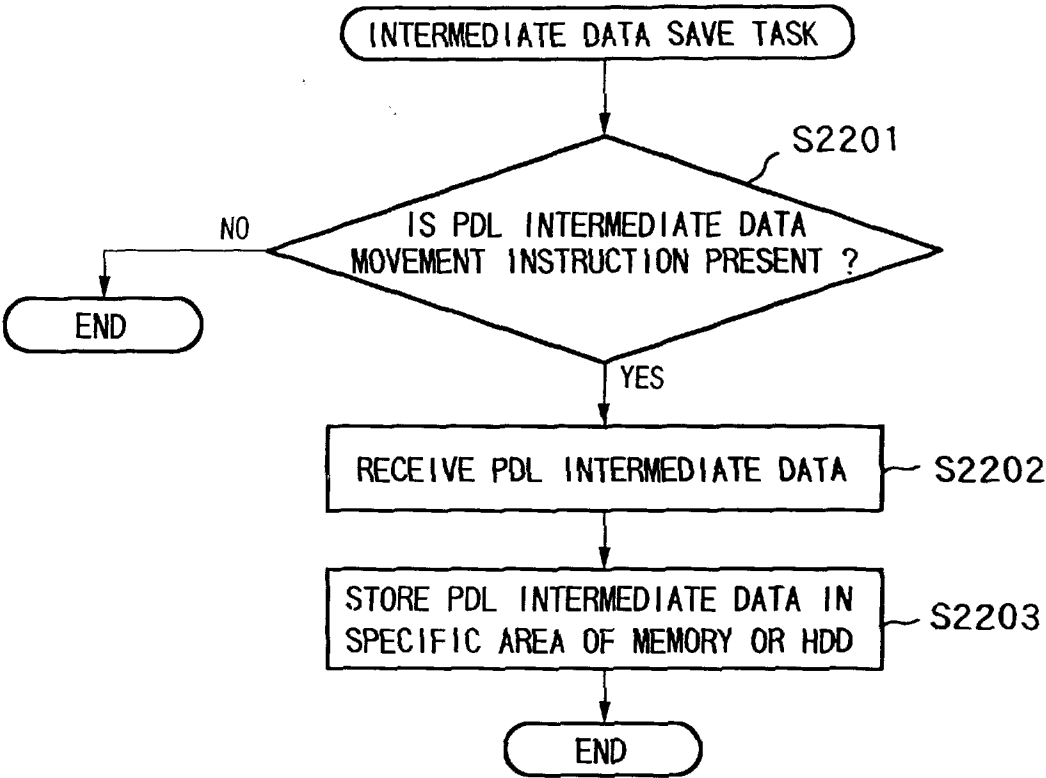 INTERMEDIATE DATA SAVE TASK
S2201
IS PDL INTERMEDIATE DATA
MOVEMENT INSTRUCTION PRESENT ?
NO
END
YES
RECEIVE PDL INTERMEDIATE DATA
S2202
STORE PDL INTERMEDIATE DATA IN
SPECIFIC AREA OF MEMORY OR HDD
S2203
END